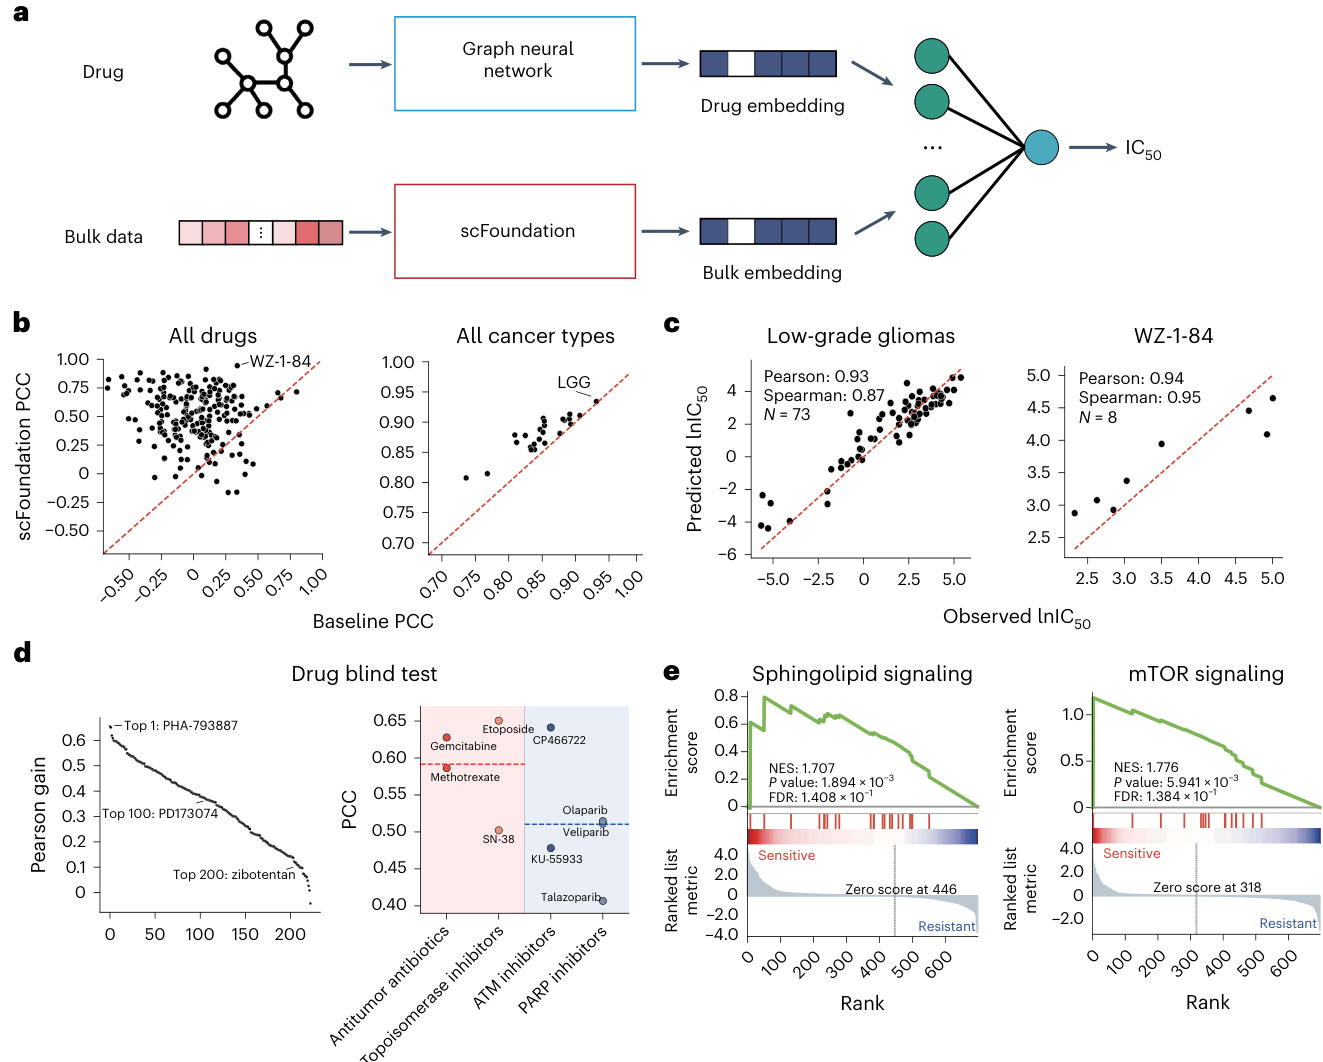 a
Drug
Graph neural
network
Drug embedding
...
IC50
Bulk data
⋮
scFoundation
Bulk embedding
b
All drugs
All cancer types
scFoundation PCC
1.00
0.75
0.50
0.25
0
−0.25
−0.50
WZ-1-84
−0.50
−0.25
0
0.25
0.50
0.75
1.00
1.00
0.95
0.90
0.85
0.80
0.75
0.70
LGG
0.70
0.75
0.80
0.85
0.90
0.95
1.00
Baseline PCC
c
Low-grade gliomas
WZ-1-84
Predicted lnIC50
4
2
0
−2
−4
−6
Pearson: 0.93
Spearman: 0.87
N = 73
−5.0
−2.5
0
2.5
5.0
5.0
4.5
4.0
3.5
3.0
2.5
Pearson: 0.94
Spearman: 0.95
N = 8
2.5
3.0
3.5
4.0
4.5
5.0
Observed lnIC50
d
Drug blind test
Pearson gain
0.6
0.5
0.4
0.3
0.2
0.1
0
Top 1: PHA-793887
Top 100: PD173074
Top 200: zibotentan
0
50
100
150
200
PCC
0.65
0.60
0.55
0.50
0.45
0.40
Etoposide
Gemcitabine
CP466722
Methotrexate
Olaparib
Veliparib
SN-38
KU-55933
Talazoparib
Antitumor antibiotics
Topoisomerase inhibitors
ATM inhibitors
PARP inhibitors
e
Sphingolipid signaling
mTOR signaling
Enrichment
score
0.8
0.6
0.4
0.2
0
NES: 1.707
P value: 1.894 × 10−3
FDR: 1.408 × 10−1
Ranked list
metric
4.0
2.0
0
−2.0
−4.0
Sensitive
Zero score at 446
Resistant
0
100
200
300
400
500
600
Rank
Enrichment
score
1.0
0.5
0
NES: 1.776
P value: 5.941 × 10−3
FDR: 1.384 × 10−1
Ranked list
metric
4.0
2.0
0
−2.0
Sensitive
Zero score at 318
Resistant
0
100
200
300
400
500
600
Rank